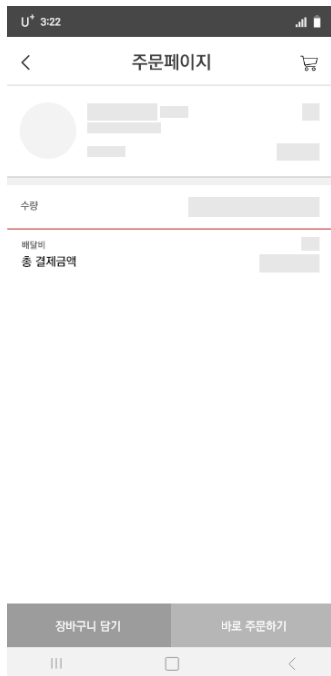 U+ 3:22
주문페이지
수량
배달비
총 결제금액
장바구니 담기
바로 주문하기